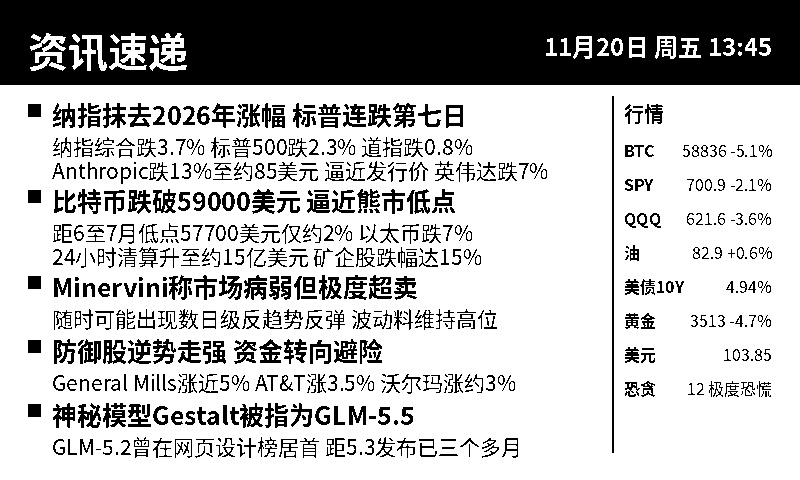 资讯速递
11月20日 周五 13:45
纳指抹去2026年涨幅 标普连跌第七日
纳指综合跌3.7% 标普500跌2.3% 道指跌0.8%
Anthropic跌13%至约85美元 逼近发行价 英伟达跌7%
比特币跌破59000美元 逼近熊市低点
距6至7月低点57700美元仅约2% 以太币跌7%
24小时清算升至约15亿美元 矿企股跌幅达15%
Minervini称市场病弱但极度超卖
随时可能出现数日级反趋势反弹 波动料维持高位
防御股逆势走强 资金转向避险
General Mills涨近5% AT&T涨3.5% 沃尔玛涨约3%
神秘模型Gestalt被指为GLM-5.5
GLM-5.2曾在网页设计榜居首 距5.3发布已三个多月
行情
BTC 58836 -5.1%
SPY 700.9 -2.1%
QQQ 621.6 -3.6%
油 82.9 +0.6%
美债10Y 4.94%
黄金 3513 -4.7%
美元 103.85
恐贪 12 极度恐慌